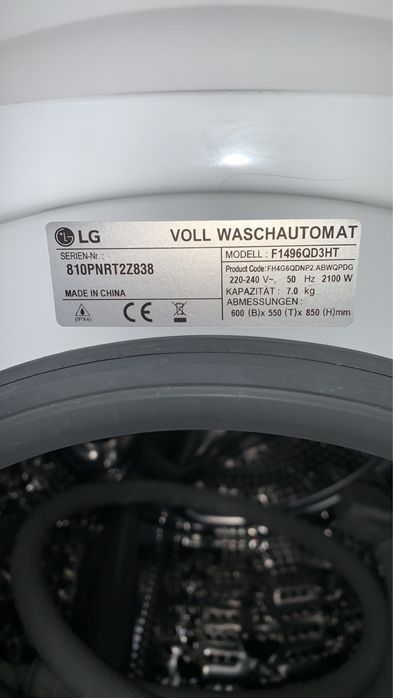 LG VOLL WASCHAUTOMAT
SERIEN-Nr. :
810PNRT2Z838
MADE IN CHINA
(IPX4)
CE
MODELL : F1496QD3HT
Product Code: FH4G6QDNP2.ABWQPDG
220-240 V~, 50 Hz 2100 W
KAPAZITÄT : 7.0 kg
ABMESSUNGEN :
600 (B)x 550 (T)x 850 (H)mm